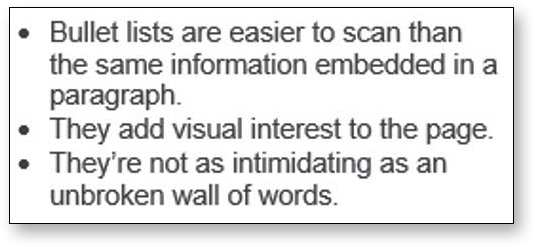 • Bullet lists are easier to scan than
the same information embedded in a
paragraph.
• They add visual interest to the page.
• They’re not as intimidating as an
unbroken wall of words.